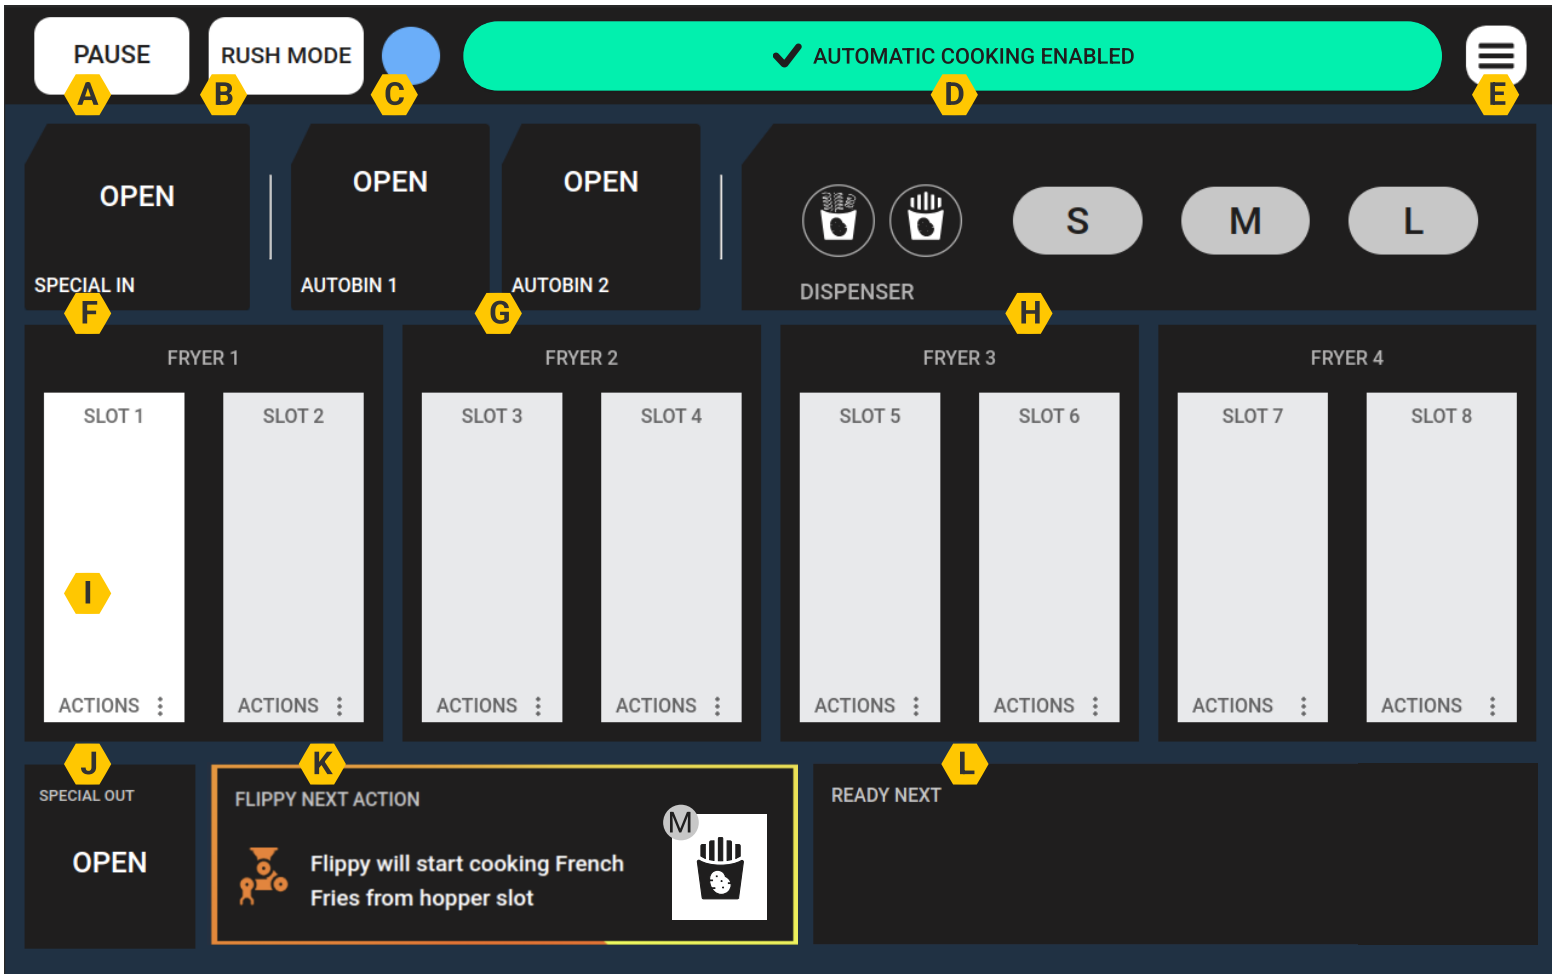 PAUSE
RUSH MODE
✓ AUTOMATIC COOKING ENABLED
A
B
C
D
E
OPEN
SPECIAL IN
OPEN
AUTOBIN 1
OPEN
AUTOBIN 2
S
M
L
DISPENSER
F
G
H
FRYER 1
FRYER 2
FRYER 3
FRYER 4
SLOT 1
SLOT 2
SLOT 3
SLOT 4
SLOT 5
SLOT 6
SLOT 7
SLOT 8
I
ACTIONS
ACTIONS
ACTIONS
ACTIONS
ACTIONS
ACTIONS
ACTIONS
ACTIONS
J
K
L
SPECIAL OUT
OPEN
FLIPPY NEXT ACTION
Flippy will start cooking French
Fries from hopper slot
M
READY NEXT